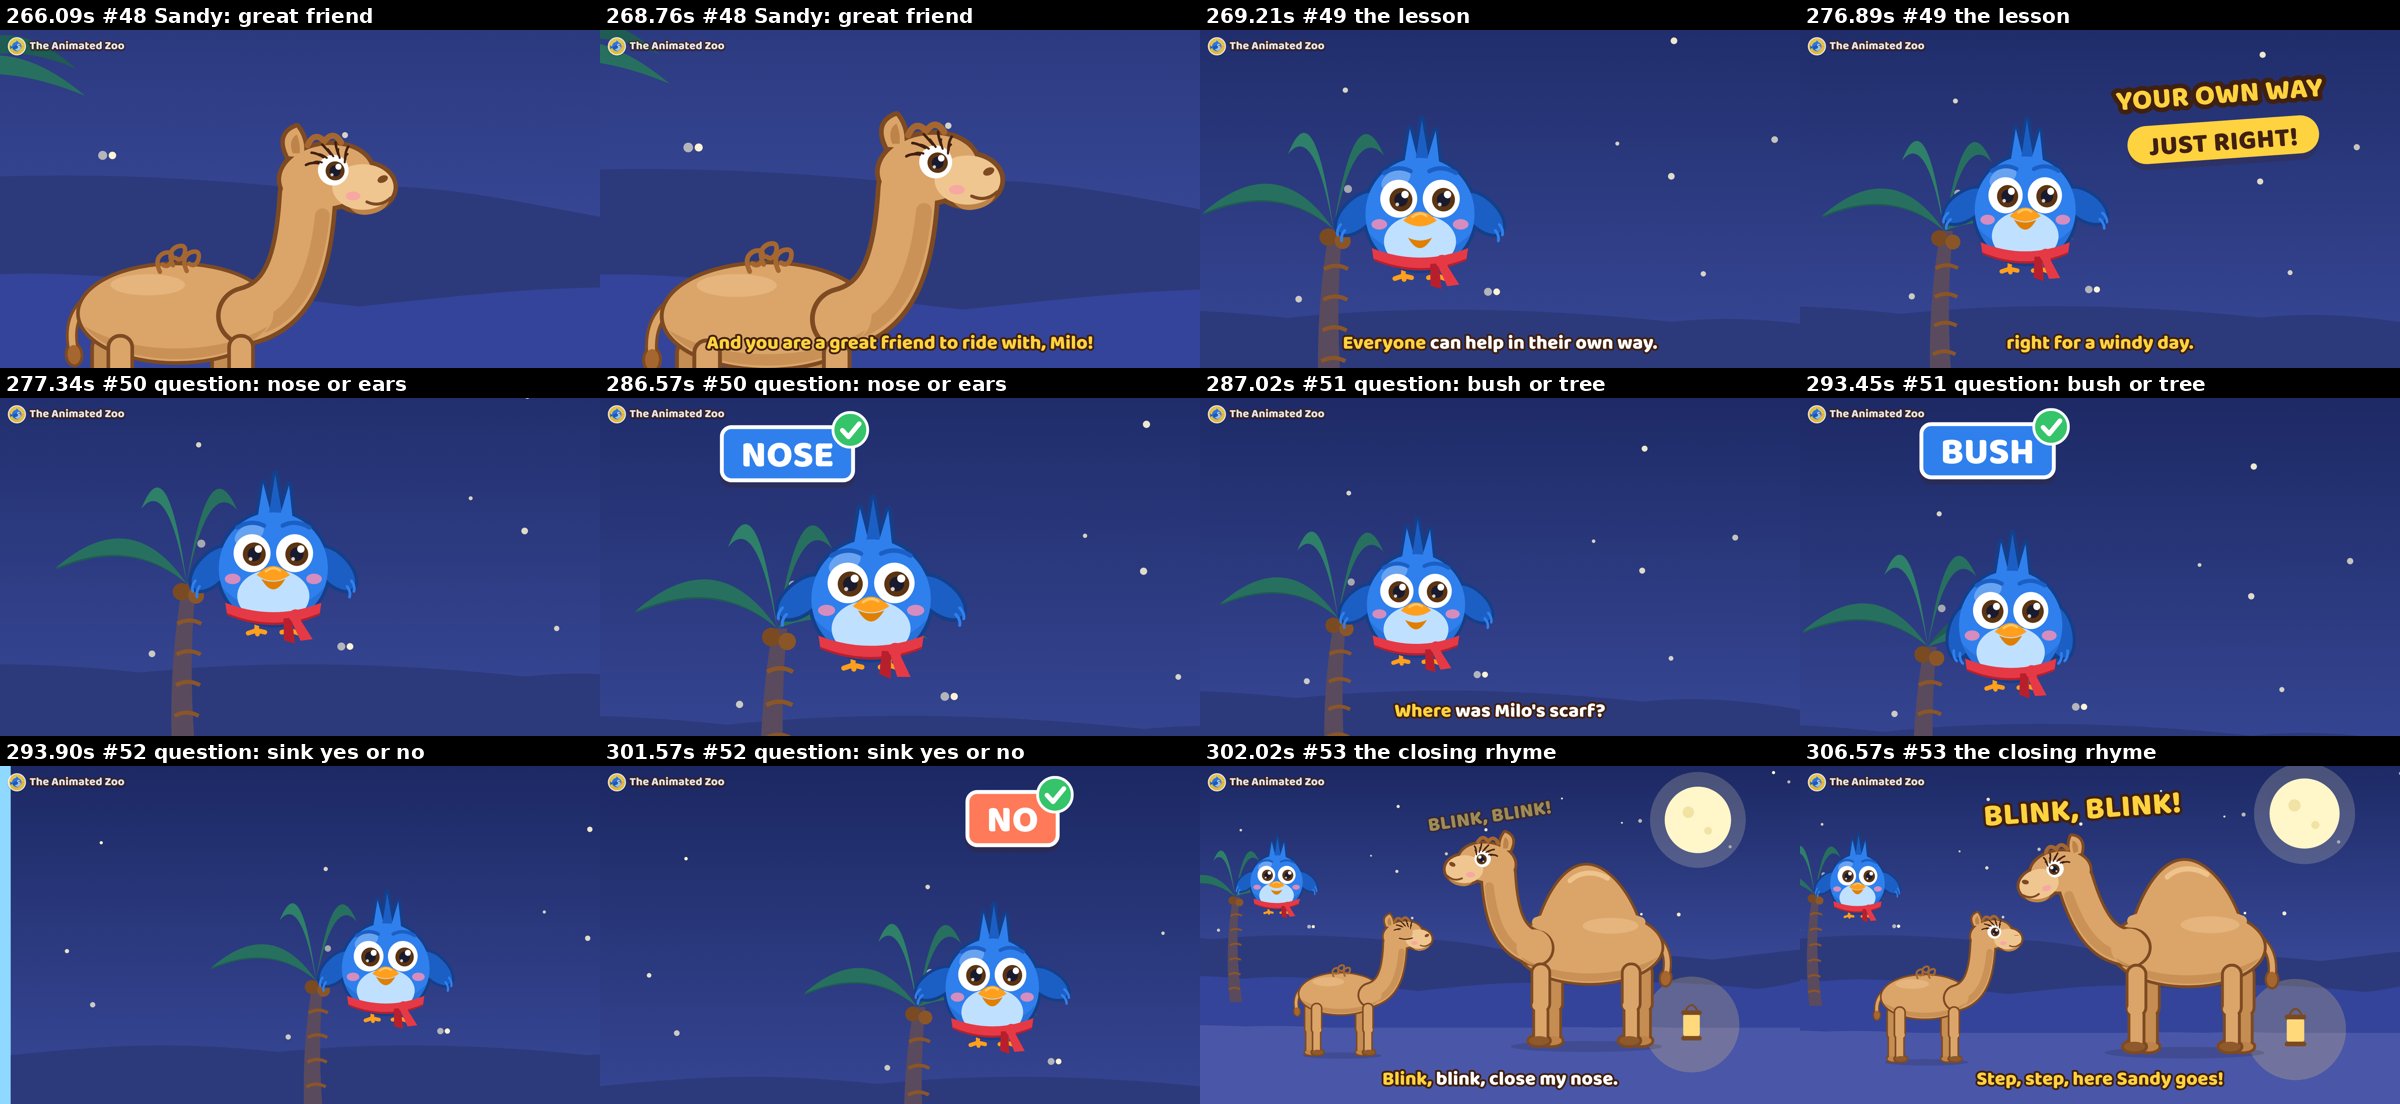 266.09s #48 Sandy: great friend
The Animated Zoo
268.76s #48 Sandy: great friend
The Animated Zoo
And you are a great friend to ride with, Milo!
269.21s #49 the lesson
The Animated Zoo
Everyone can help in their own way.
276.89s #49 the lesson
The Animated Zoo
YOUR OWN WAY
JUST RIGHT!
right for a windy day.
277.34s #50 question: nose or ears
The Animated Zoo
286.57s #50 question: nose or ears
The Animated Zoo
NOSE
287.02s #51 question: bush or tree
The Animated Zoo
Where was Milo's scarf?
293.45s #51 question: bush or tree
The Animated Zoo
BUSH
293.90s #52 question: sink yes or no
The Animated Zoo
301.57s #52 question: sink yes or no
The Animated Zoo
NO
302.02s #53 the closing rhyme
The Animated Zoo
BLINK, BLINK!
Blink, blink, close my nose.
306.57s #53 the closing rhyme
The Animated Zoo
BLINK, BLINK!
Step, step, here Sandy goes!